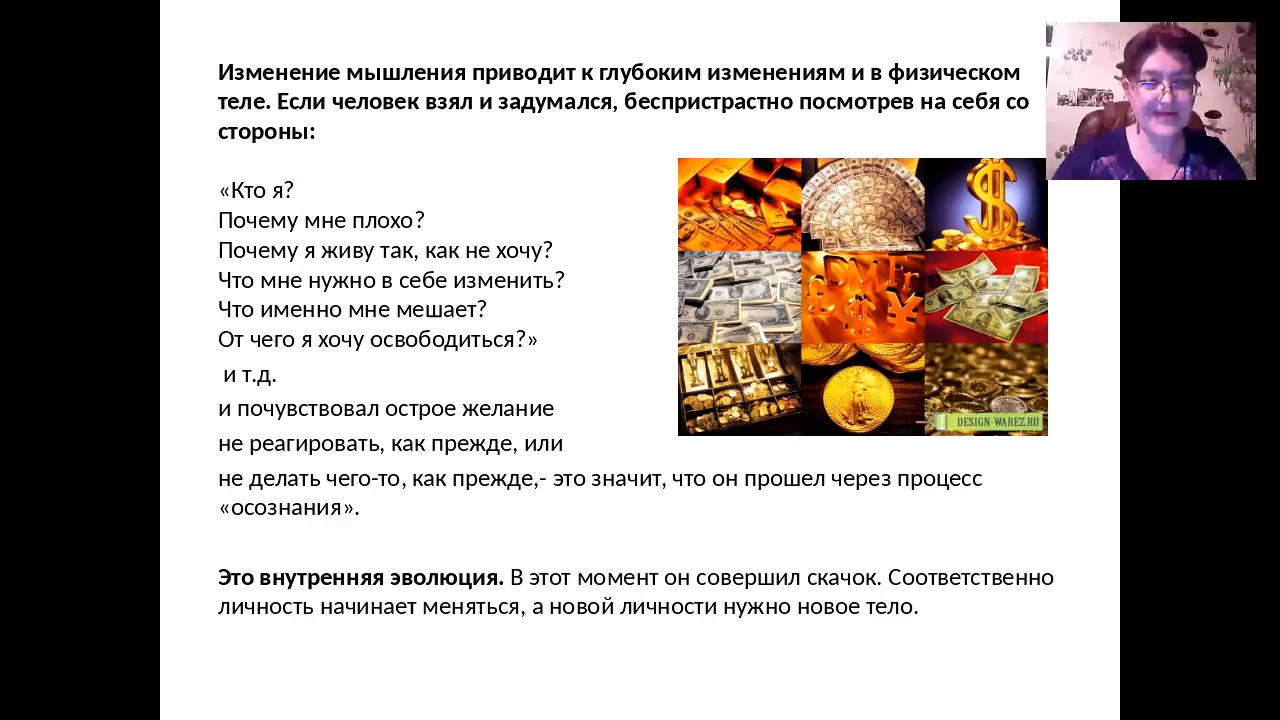 Изменение мышления приводит к глубоким изменениям и в физическом
теле. Если человек взял и задумался, беспристрастно посмотрев на себя со
стороны:
«Кто я?
Почему мне плохо?
Почему я живу так, как не хочу?
Что мне нужно в себе изменить?
Что именно мне мешает?
От чего я хочу освободиться?»
и т.д.
и почувствовал острое желание
не реагировать, как прежде, или
не делать чего-то, как прежде,- это значит, что он прошел через процесс
«осознания».
Это внутренняя эволюция. В этот момент он совершил скачок. Соответственно
личность начинает меняться, а новой личности нужно новое тело.
DM Fr
£ $ ¥
DESIGN-WAREZ.RU